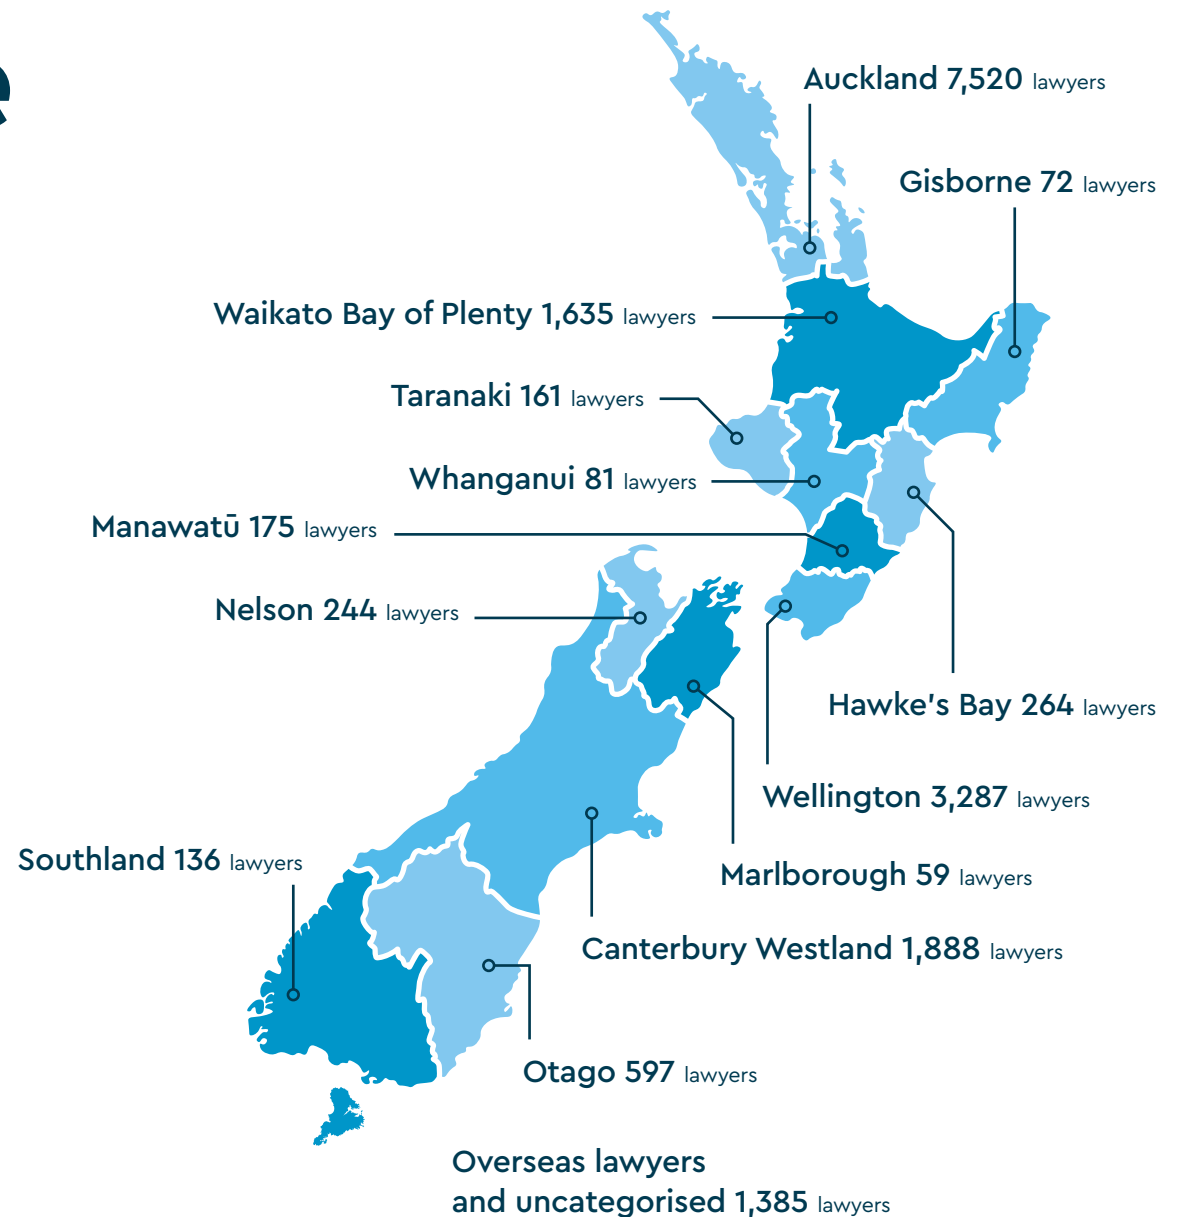 Auckland 7,520 lawyers
Gisborne 72 lawyers
Waikato Bay of Plenty 1,635 lawyers
Taranaki 161 lawyers
Whanganui 81 lawyers
Manawatū 175 lawyers
Nelson 244 lawyers
Hawke's Bay 264 lawyers
Wellington 3,287 lawyers
Southland 136 lawyers
Marlborough 59 lawyers
Canterbury Westland 1,888 lawyers
Otago 597 lawyers
Overseas lawyers
and uncategorised 1,385 lawyers